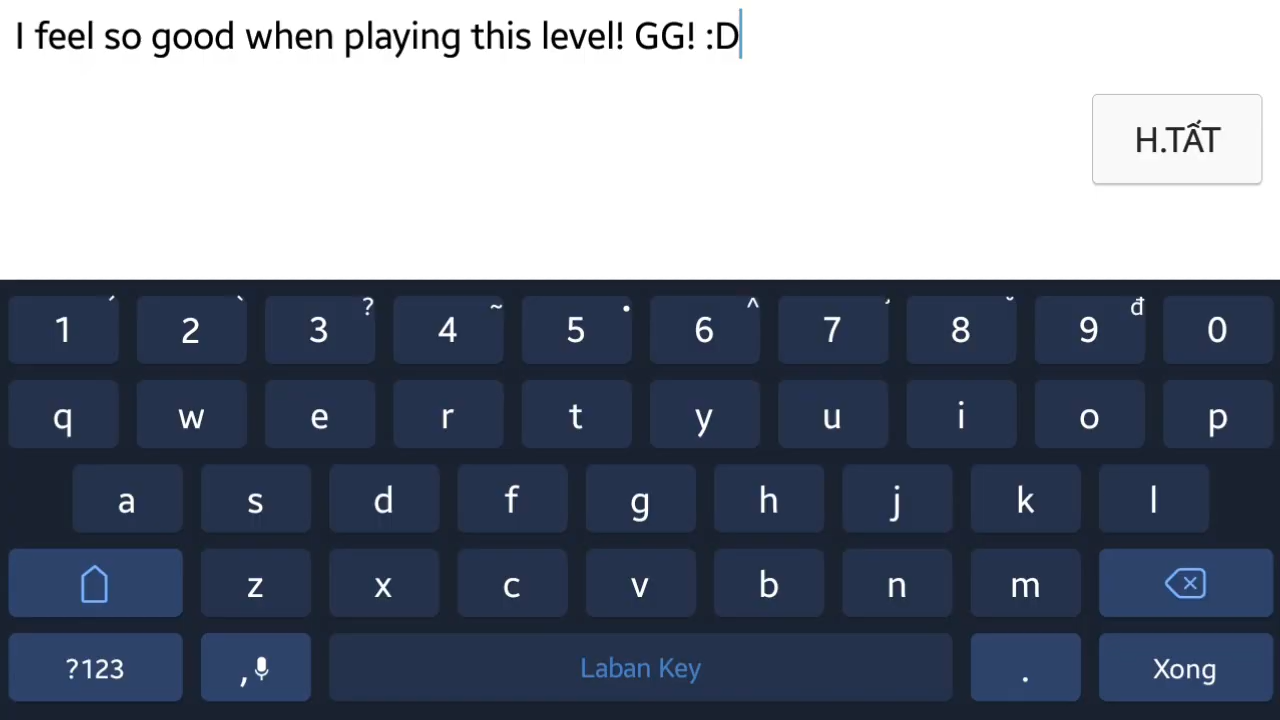 I feel so good when playing this level! GG! :D
H.TẤT
1 2 3 ? 4 ~ 5 6 ^ 7 8 9 đ 0
q w e r t y u i o p
a s d f g h j k l
z x c v b n m
?123 , Laban Key . Xong